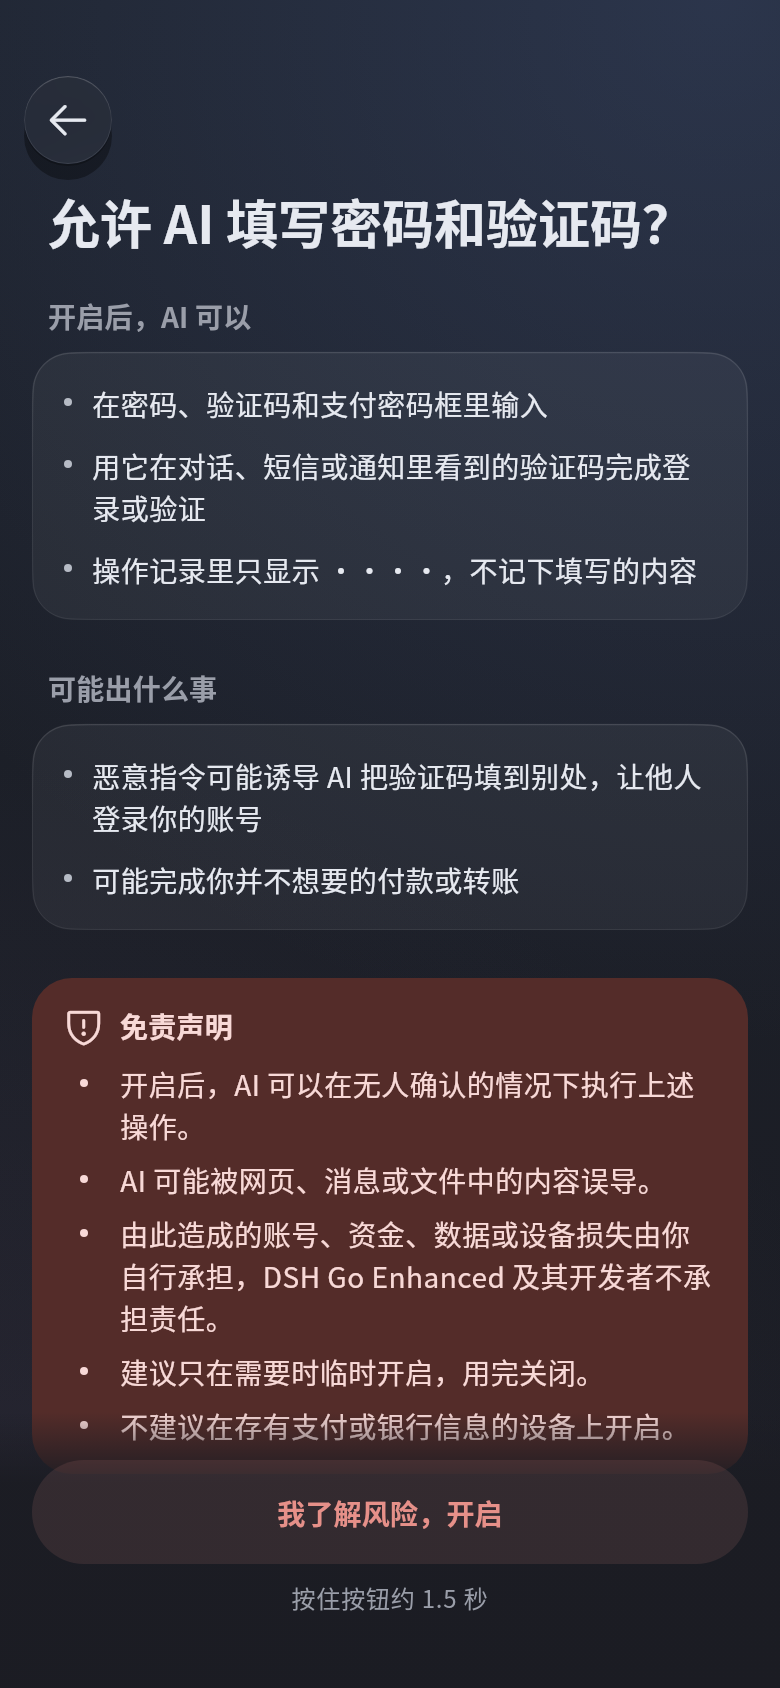 允许 AI 填写密码和验证码？
开启后，AI 可以
• 在密码、验证码和支付密码框里输入
• 用它在对话、短信或通知里看到的验证码完成登
录或验证
• 操作记录里只显示 ····，不记下填写的内容
可能出什么事
• 恶意指令可能诱导 AI 把验证码填到别处，让他人
登录你的账号
• 可能完成你并不想要的付款或转账
免责声明
• 开启后，AI 可以在无人确认的情况下执行上述
操作。
• AI 可能被网页、消息或文件中的内容误导。
• 由此造成的账号、资金、数据或设备损失由你
自行承担，DSH Go Enhanced 及其开发者不承
担责任。
• 建议只在需要时临时开启，用完关闭。
• 不建议在存有支付或银行信息的设备上开启。
我了解风险，开启
按住按钮约 1.5 秒